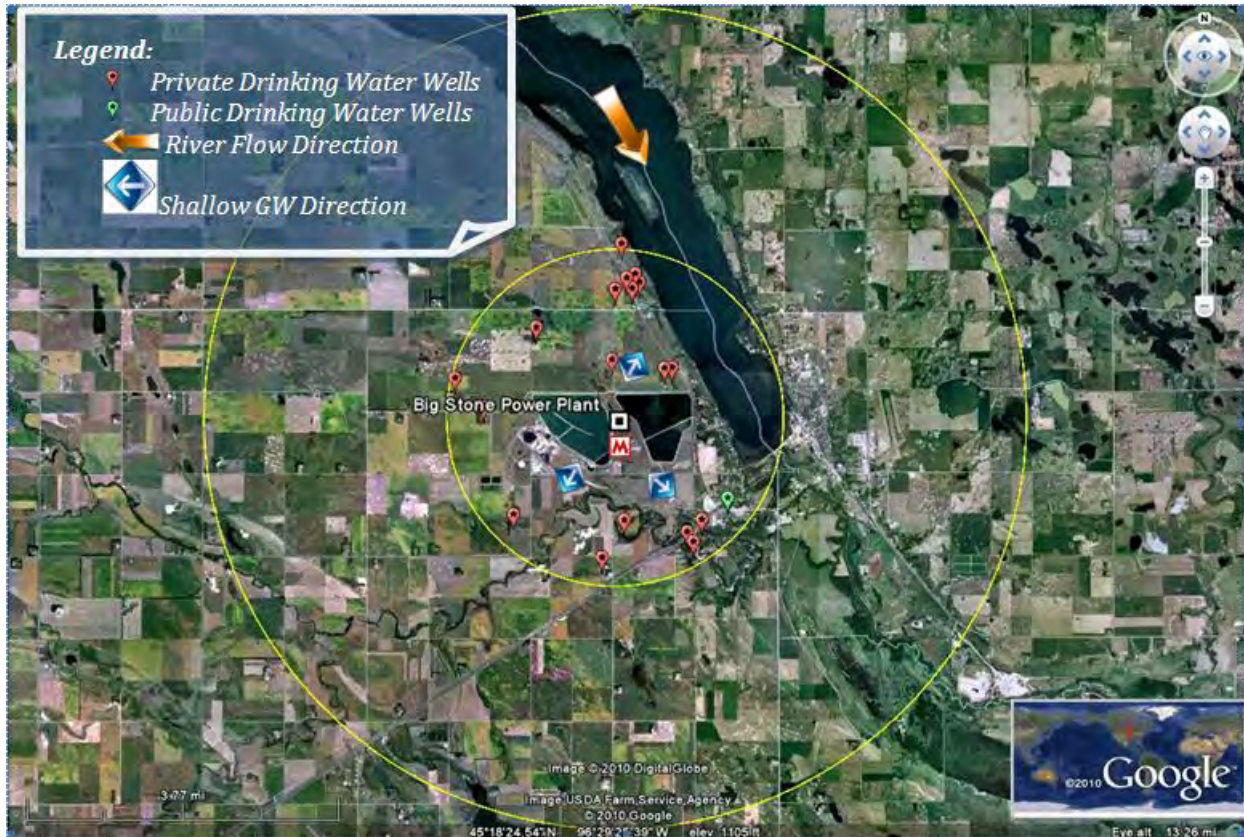 Legend:
Private Drinking Water Wells
Public Drinking Water Wells
River Flow Direction
Shallow GW Direction
N
Big Stone Power Plant
M
Image © 2010 DigitalGlobe
Image USDA Farm Service Agency
© 2010 Google
3.77 mi
©2010 Google
45°18'24.54" N 96°29'25.39" W elev 1105 ft
Eye alt 13.26 mi